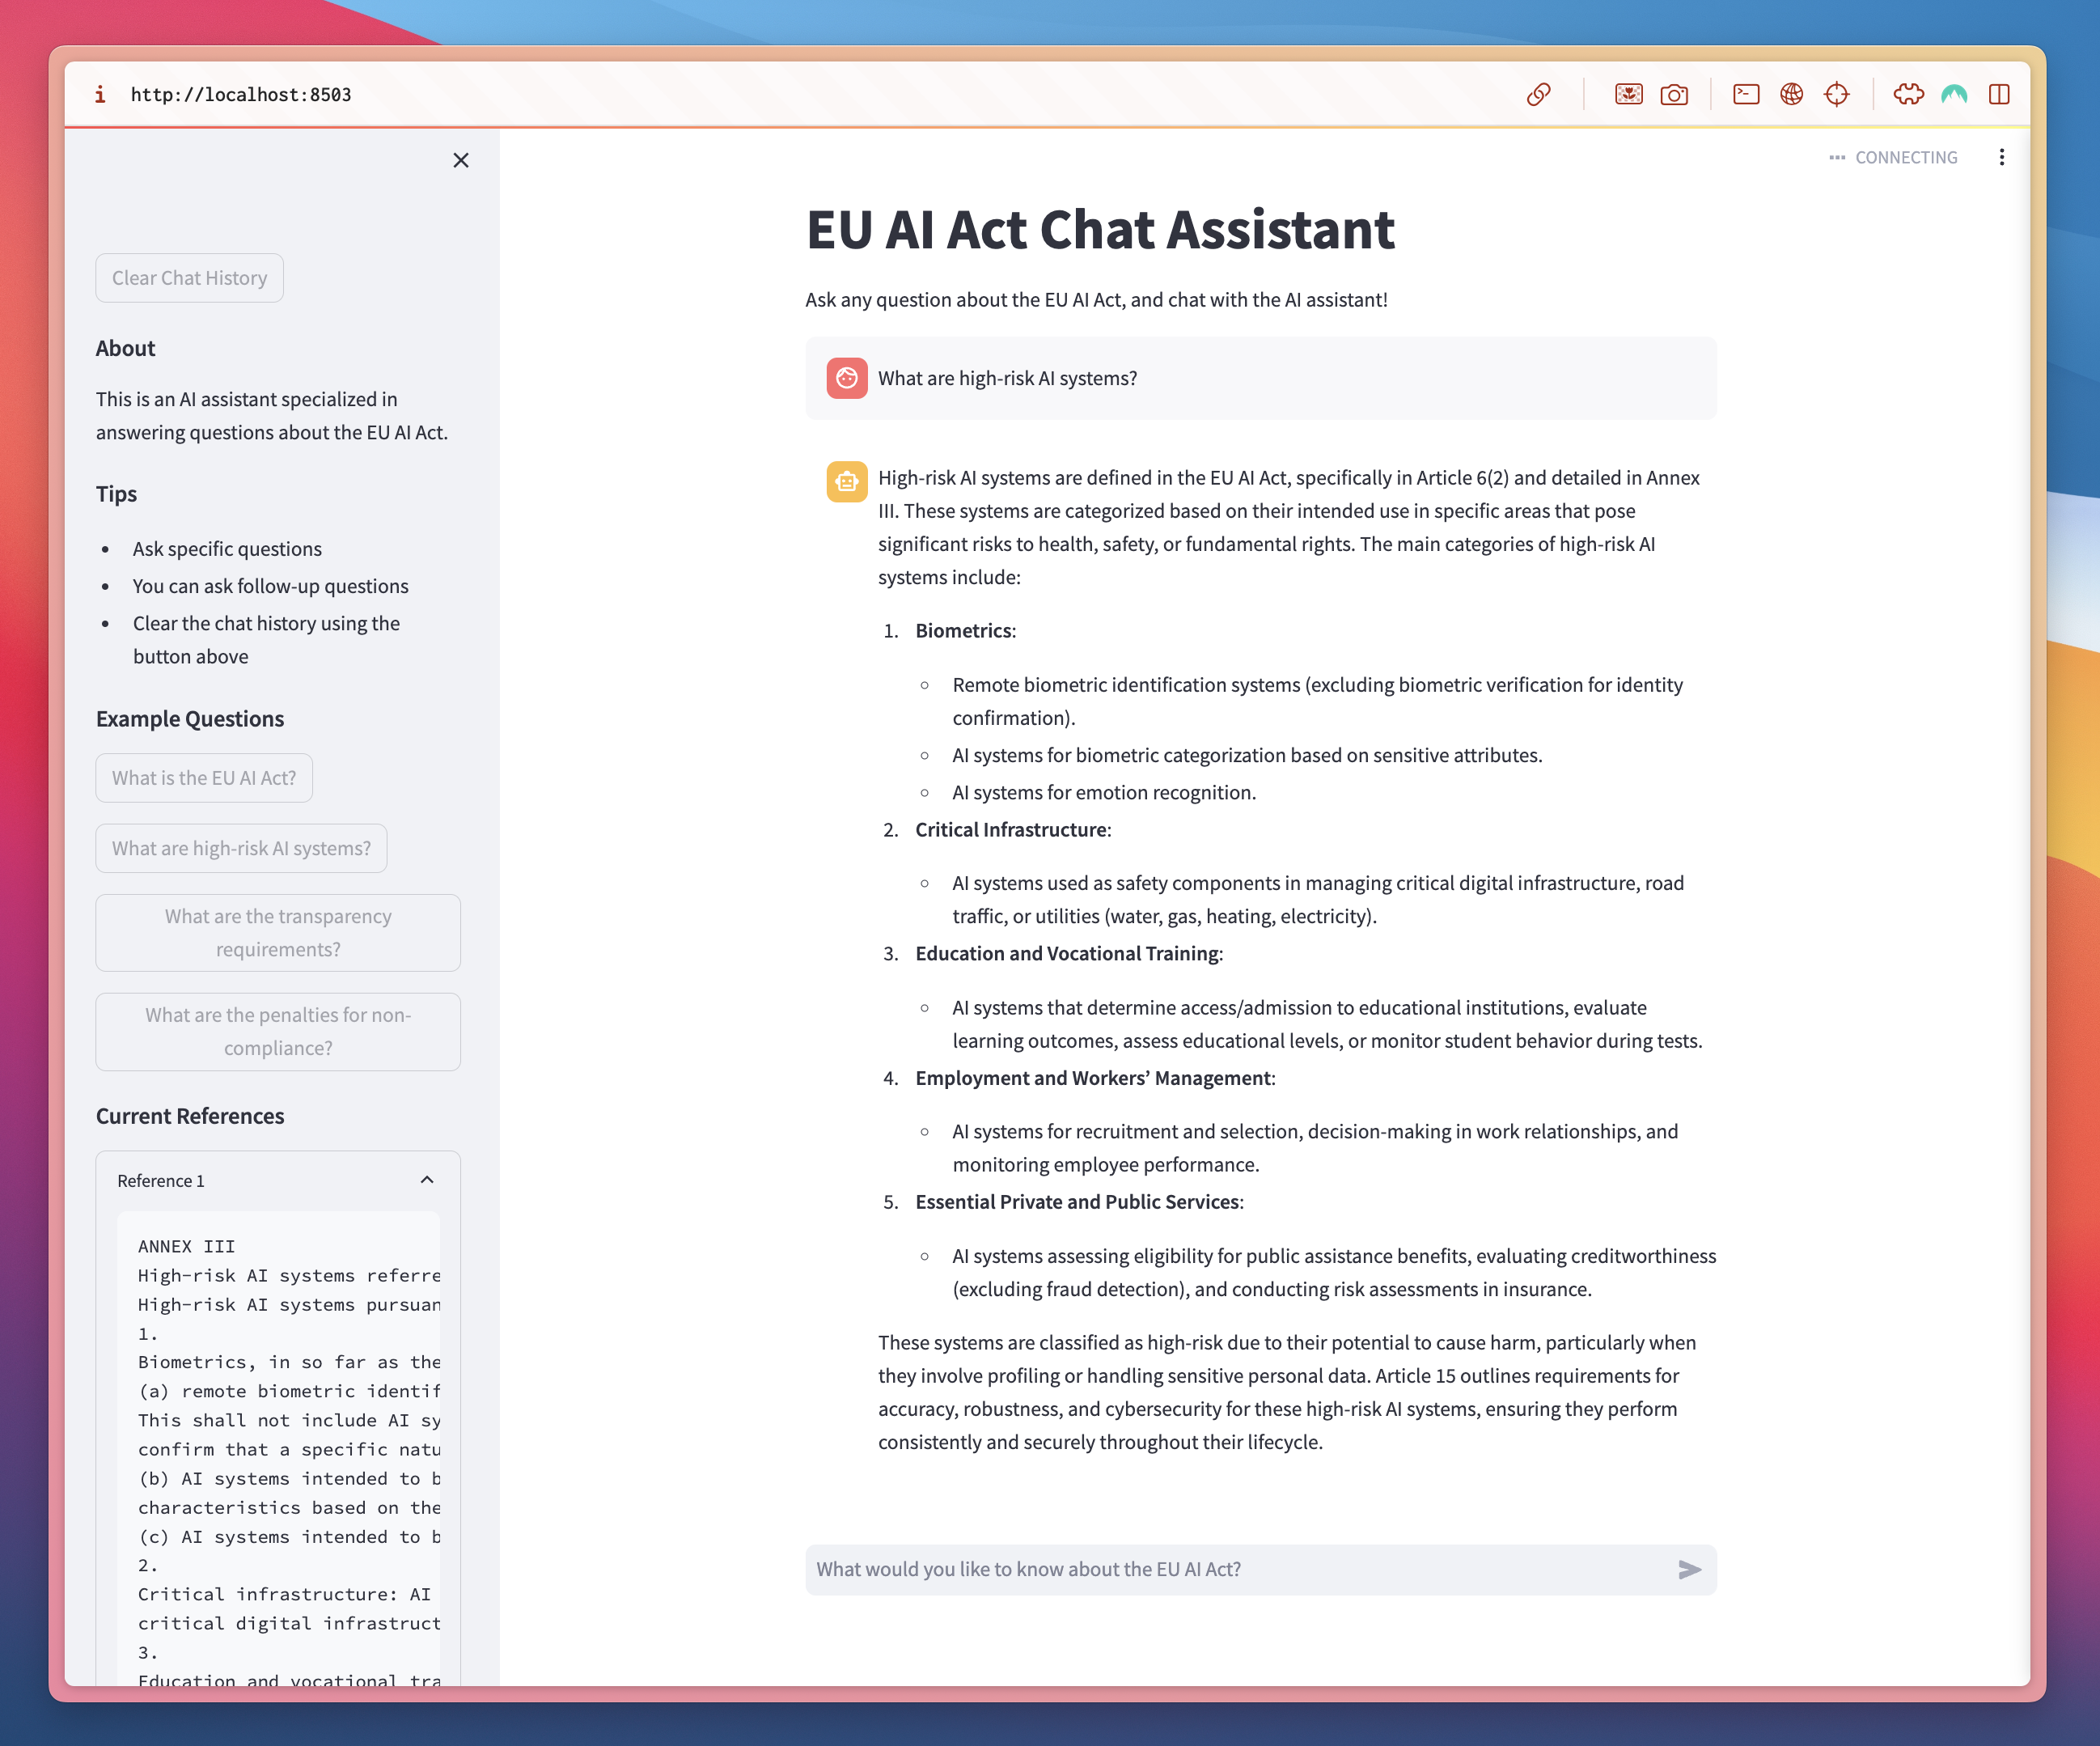 i http://localhost:8503
CONNECTING
Clear Chat History
About
This is an AI assistant specialized in
answering questions about the EU AI Act.
Tips
• Ask specific questions
• You can ask follow-up questions
• Clear the chat history using the
button above
Example Questions
What is the EU AI Act?
What are high-risk AI systems?
What are the transparency
requirements?
What are the penalties for non-
compliance?
Current References
Reference 1
ANNEX III
High-risk AI systems referre
High-risk AI systems pursuan
1.
Biometrics, in so far as the
(a) remote biometric identif
This shall not include AI sy
confirm that a specific natu
(b) AI systems intended to b
characteristics based on the
(c) AI systems intended to b
2.
Critical infrastructure: AI
critical digital infrastruct
3.
Education and vocational tra
EU AI Act Chat Assistant
Ask any question about the EU AI Act, and chat with the AI assistant!
What are high-risk AI systems?
High-risk AI systems are defined in the EU AI Act, specifically in Article 6(2) and detailed in Annex
III. These systems are categorized based on their intended use in specific areas that pose
significant risks to health, safety, or fundamental rights. The main categories of high-risk AI
systems include:
1. Biometrics:
○ Remote biometric identification systems (excluding biometric verification for identity
confirmation).
○ AI systems for biometric categorization based on sensitive attributes.
○ AI systems for emotion recognition.
2. Critical Infrastructure:
○ AI systems used as safety components in managing critical digital infrastructure, road
traffic, or utilities (water, gas, heating, electricity).
3. Education and Vocational Training:
○ AI systems that determine access/admission to educational institutions, evaluate
learning outcomes, assess educational levels, or monitor student behavior during tests.
4. Employment and Workers’ Management:
○ AI systems for recruitment and selection, decision-making in work relationships, and
monitoring employee performance.
5. Essential Private and Public Services:
○ AI systems assessing eligibility for public assistance benefits, evaluating creditworthiness
(excluding fraud detection), and conducting risk assessments in insurance.
These systems are classified as high-risk due to their potential to cause harm, particularly when
they involve profiling or handling sensitive personal data. Article 15 outlines requirements for
accuracy, robustness, and cybersecurity for these high-risk AI systems, ensuring they perform
consistently and securely throughout their lifecycle.
What would you like to know about the EU AI Act?